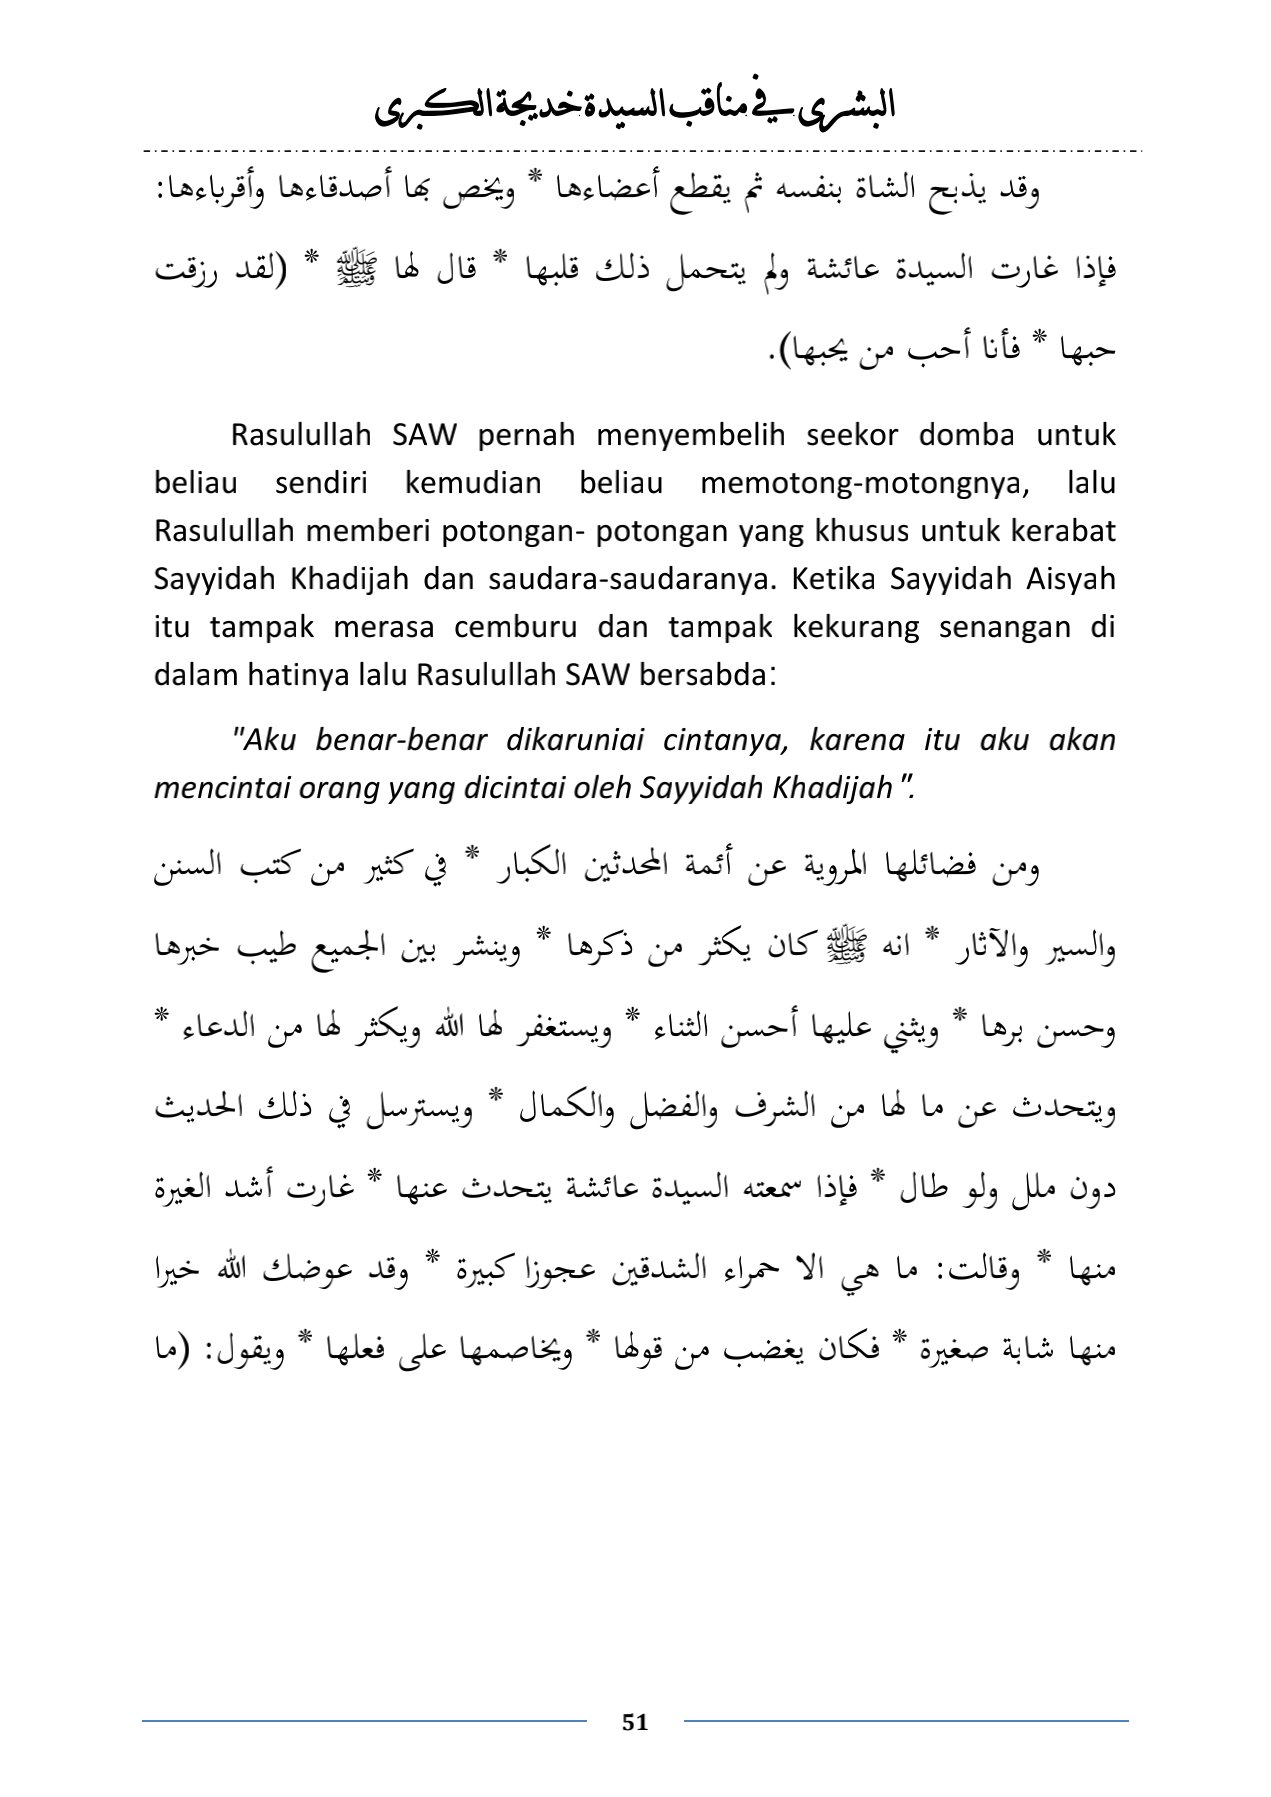 البشرى في مناقب السيدة خديجة الكبرى
وقد يذبح الشاة بنفسه ثم يقطع أعضاءها * ويخص بها أصدقاءها وأقرباءها:
فإذا غارت السيدة عائشة ولم يتحمل ذلك قلبها * قال لها ﷺ * (لقد رزقت
حبها * فأنا أحب من يحبها).
Rasulullah SAW pernah menyembelih seekor domba untuk
beliau sendiri kemudian beliau memotong-motongnya, lalu
Rasulullah memberi potongan- potongan yang khusus untuk kerabat
Sayyidah Khadijah dan saudara-saudaranya. Ketika Sayyidah Aisyah
itu tampak merasa cemburu dan tampak kekurang senangan di
dalam hatinya lalu Rasulullah SAW bersabda:
"Aku benar-benar dikaruniai cintanya, karena itu aku akan
mencintai orang yang dicintai oleh Sayyidah Khadijah".
ومن فضائلها المروية عن أئمة المحدثين الكبار * في كثير من كتب السنن
والسير والآثار * انه ﷺ كان يكثر من ذكرها * وينشر بين الجميع طيب خبرها
وحسن برها * ويثني عليها أحسن الثناء * ويستغفر لها الله ويكثر لها من الدعاء *
ويتحدث عن ما لها من الشرف والفضل والكمال * ويسترسل في ذلك الحديث
دون ملل ولو طال * فإذا سمعته السيدة عائشة يتحدث عنها * غارت أشد الغيرة
منها * وقالت: ما هي الا حمراء الشدقين عجوزا كبيرة * وقد عوضك الله خيرا
منها شابة صغيرة * فكان يغضب من قولها * ويخاصمها على فعلها * ويقول: (ما
51